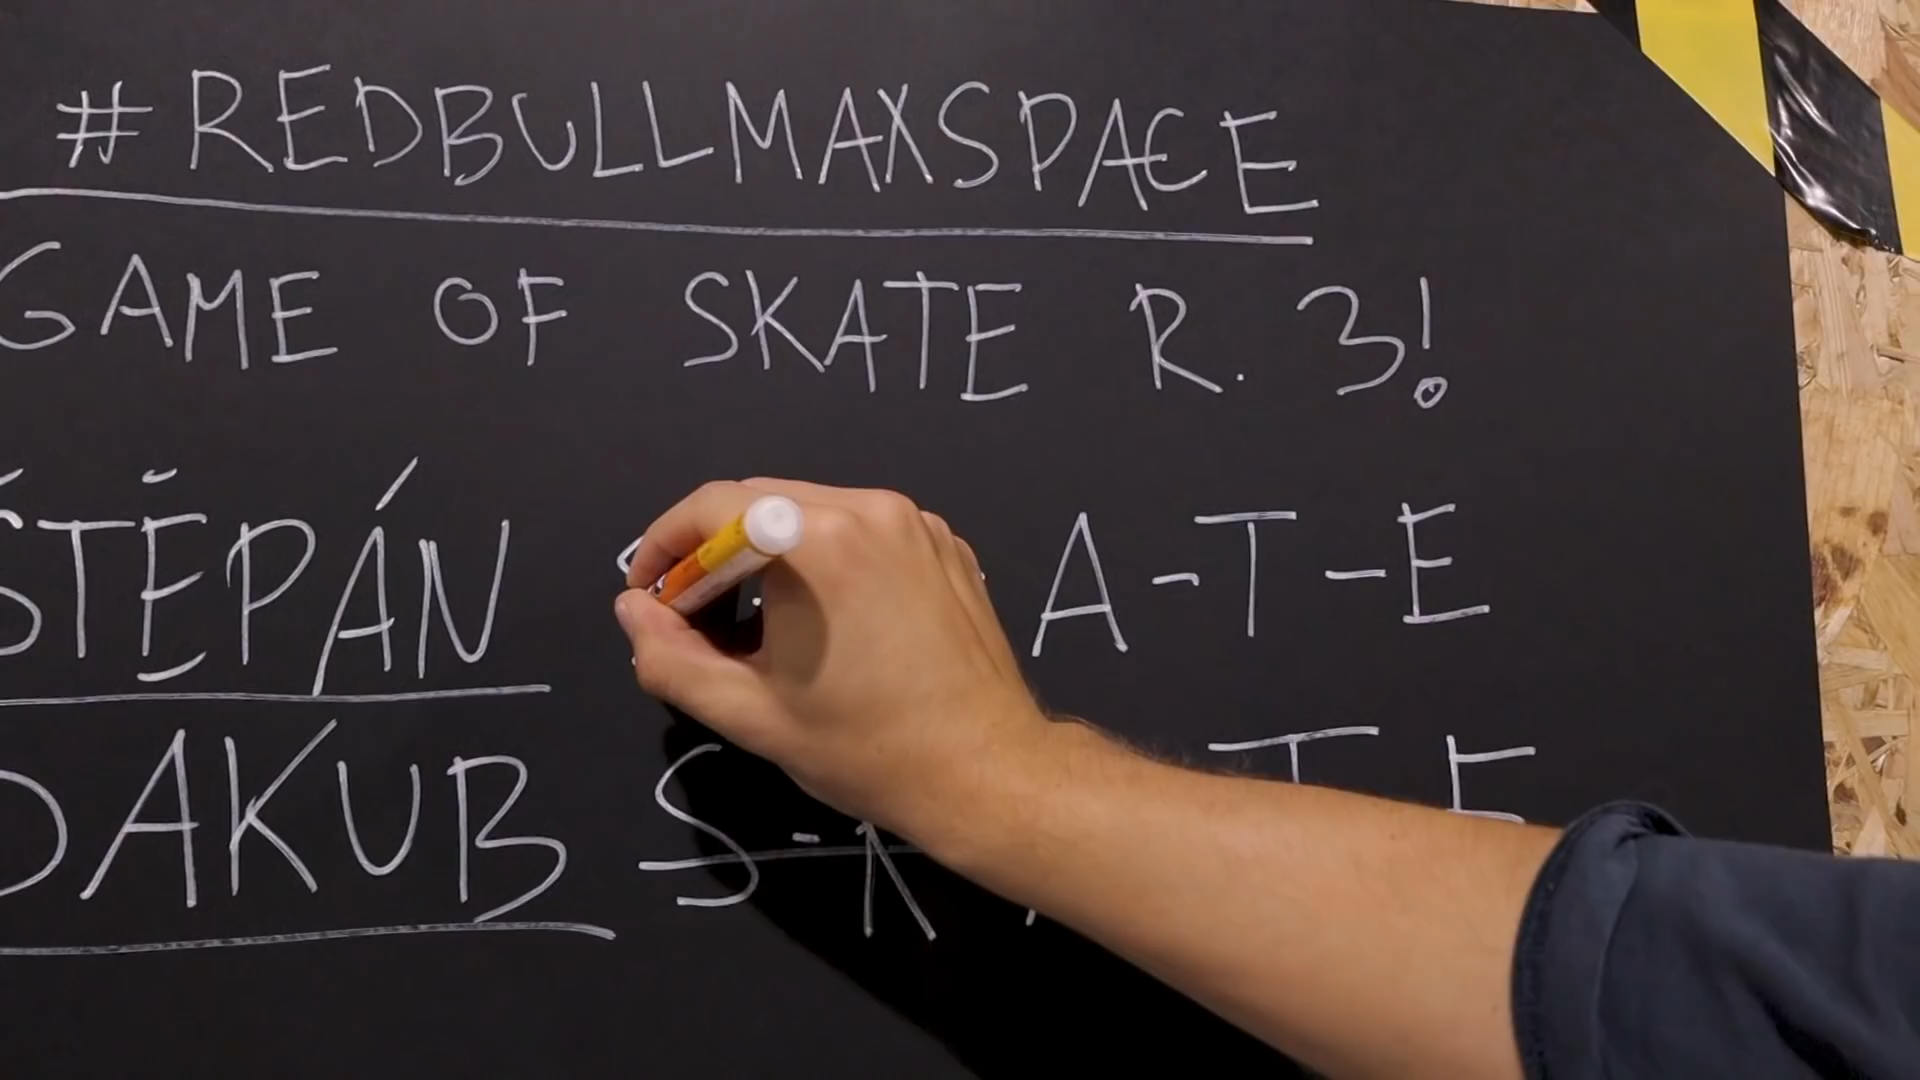 #REDBULLMAXSPACE
GAME OF SKATE R. 3!
ŠTĚPÁN A-T-E
JAKUB S-K T E